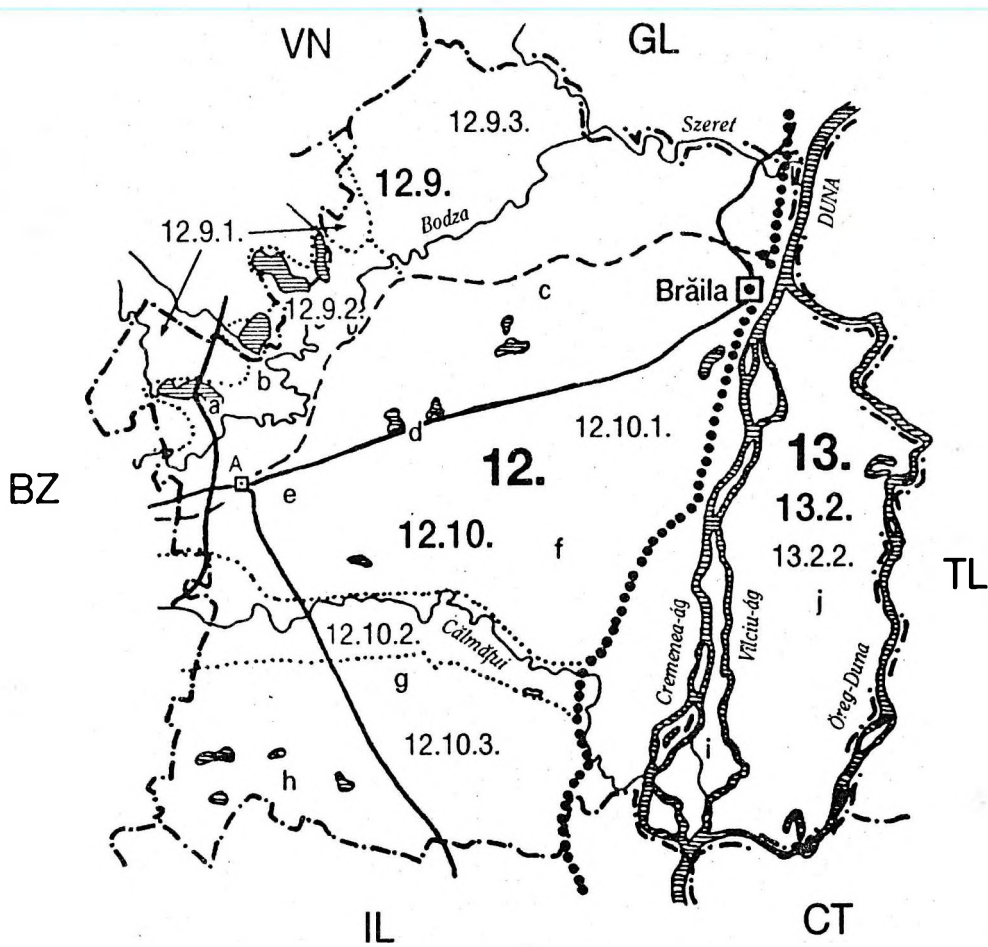 VN
GL
12.9.3.
Szeret
12.9.
DUNA
12.9.1.
Bodza
12.9.2.
c
Brăila
b
a
12.10.1.
d
A
12.
13.
BZ
e
13.2.
12.10.
f
13.2.2.
TL
j
12.10.2.
Călmățui
Cremenea-ág
Vîlciu-ág
Öreg-Duna
g
12.10.3.
i
h
IL
CT